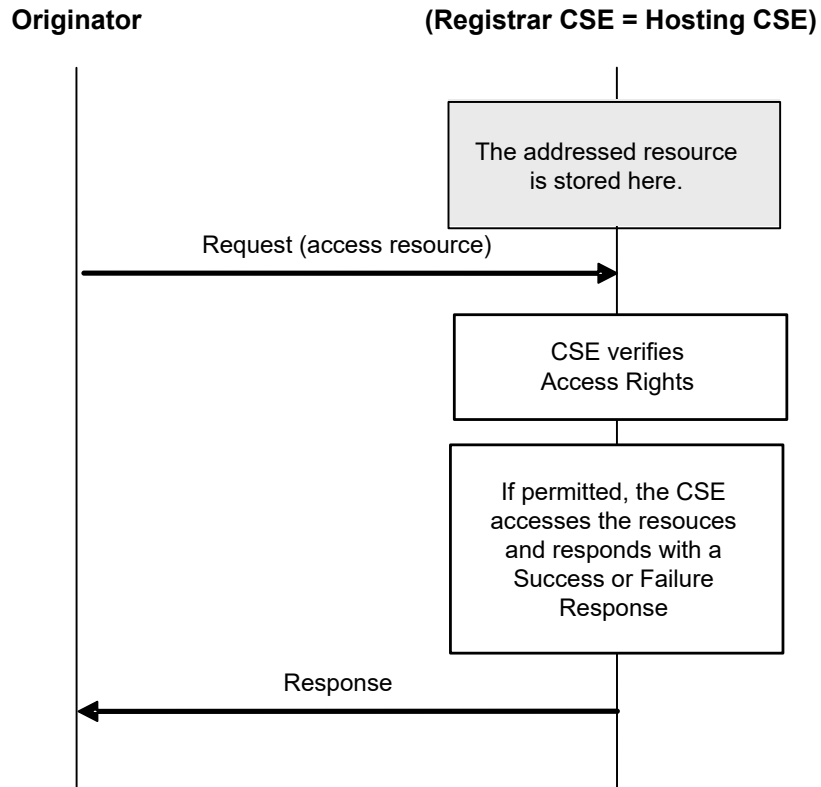 Originator
(Registrar CSE = Hosting CSE)
The addressed resource
is stored here.
Request (access resource)
CSE verifies
Access Rights
If permitted, the CSE
accesses the resouces
and responds with a
Success or Failure
Response
Response